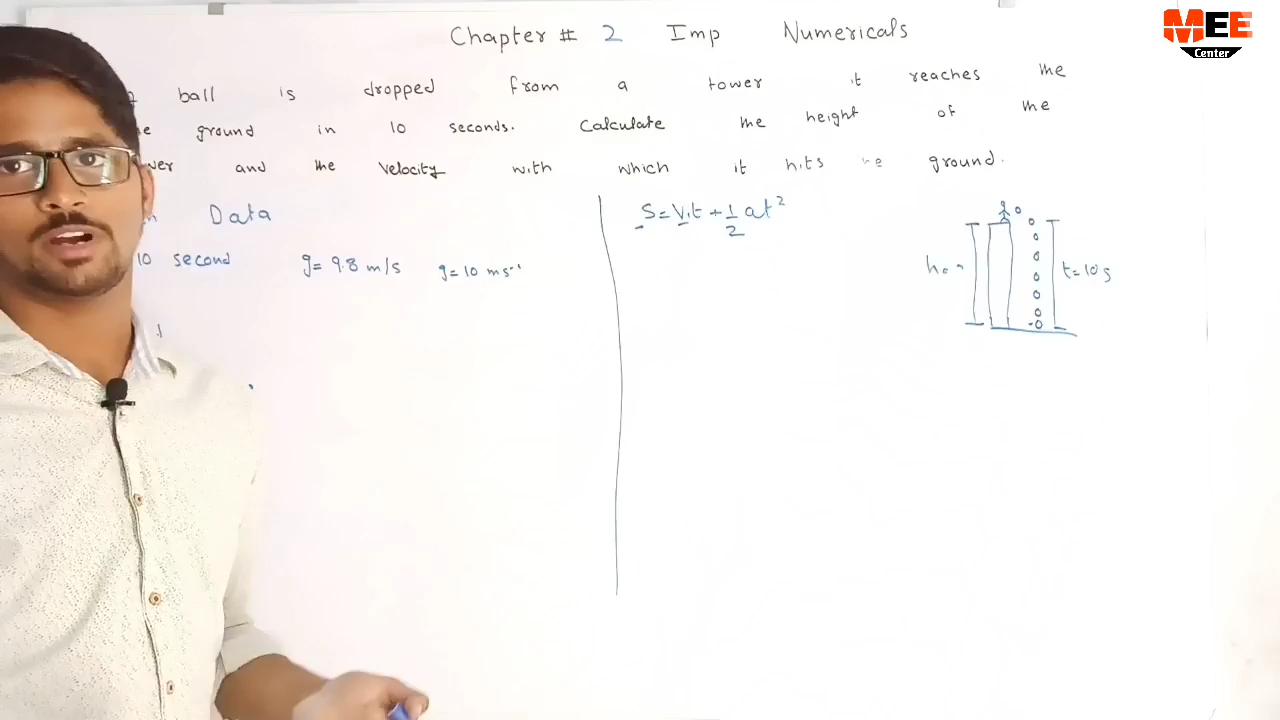 Chapter # 2 Imp Numericals
MEE
Center
ball is dropped from a tower it reaches the
ground in 10 seconds. Calculate the height of the
and the velocity with which it hits ground.
Data
S = Vit + 1/2 at²
10 second g= 9.8 m/s g= 10 ms⁻¹
h= t=10s